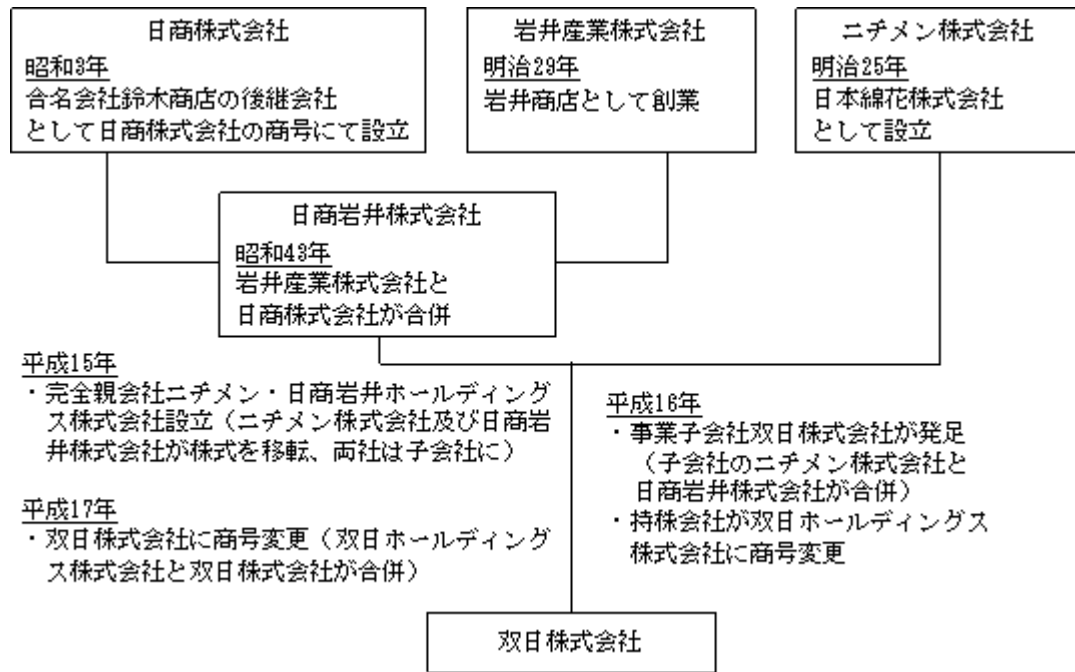 日商株式会社
昭和3年
合名会社鈴木商店の後継会社
として日商株式会社の商号にて設立
岩井産業株式会社
明治29年
岩井商店として創業
ニチメン株式会社
明治25年
日本綿花株式会社
として設立
日商岩井株式会社
昭和43年
岩井産業株式会社と
日商株式会社が合併
平成15年
・完全親会社ニチメン・日商岩井ホールディング
ス株式会社設立（ニチメン株式会社及び日商岩
井株式会社が株式を移転、両社は子会社に）
平成16年
・事業子会社双日株式会社が発足
（子会社のニチメン株式会社と
日商岩井株式会社が合併）
・持株会社が双日ホールディングス
株式会社に商号変更
平成17年
・双日株式会社に商号変更（双日ホールディング
ス株式会社と双日株式会社が合併）
双日株式会社